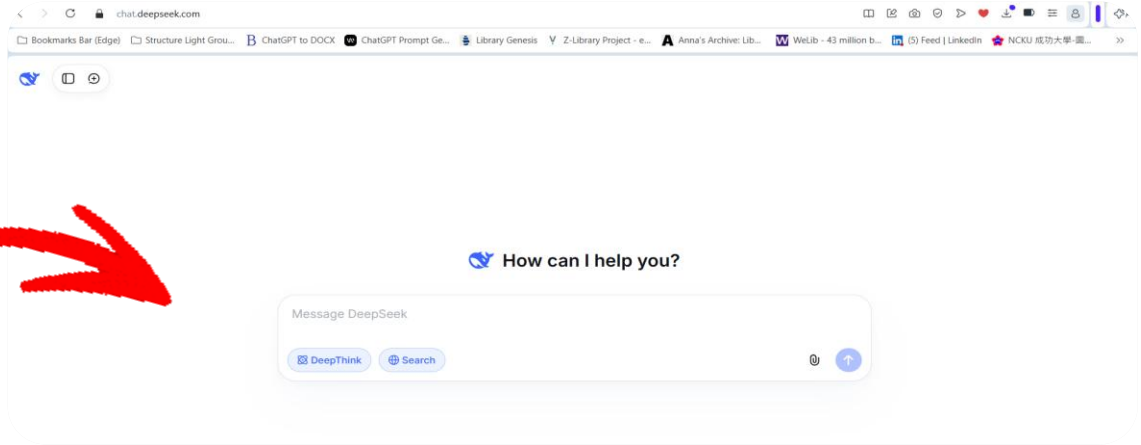 chat.deepseek.com
Bookmarks Bar (Edge) Structure Light Grou... ChatGPT to DOCX ChatGPT Prompt Ge... Library Genesis Z-Library Project - e... Anna's Archive: Lib... WeLib - 43 million b... (5) Feed | LinkedIn NCKU 成功大學-圖...
How can I help you?
Message DeepSeek
DeepThink Search